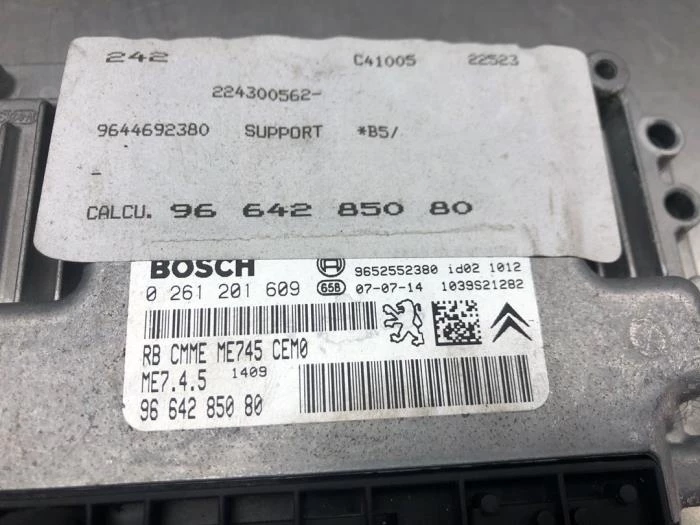 242 C41005 22523
224300562-
9644692380 SUPPORT *B5/
-
CALCU. 96 642 850 80
BOSCH 9652552380 id02 1012
0 261 201 609 65B 07-07-14 1039S21282
RB CMME ME745 CEM0
ME7.4.5 1409
96 642 850 80